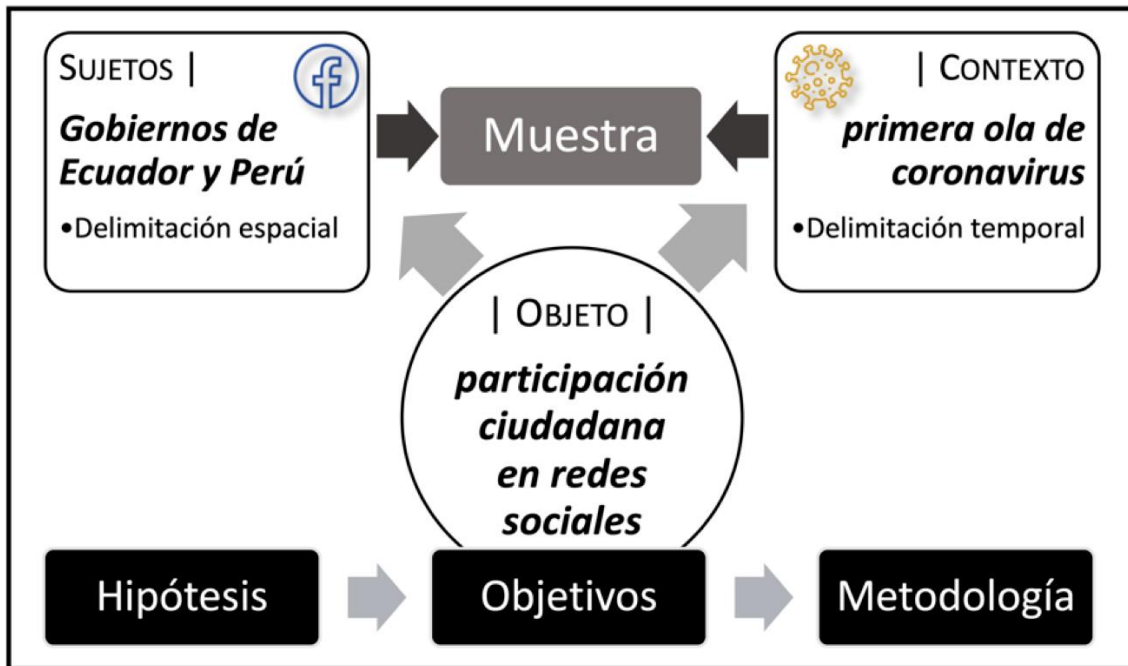 SUJETOS |
Gobiernos de
Ecuador y Perú
•Delimitación espacial
Muestra
| CONTEXTO
primera ola de
coronavirus
•Delimitación temporal
| OBJETO |
participación
ciudadana
en redes
sociales
Hipótesis
Objetivos
Metodología